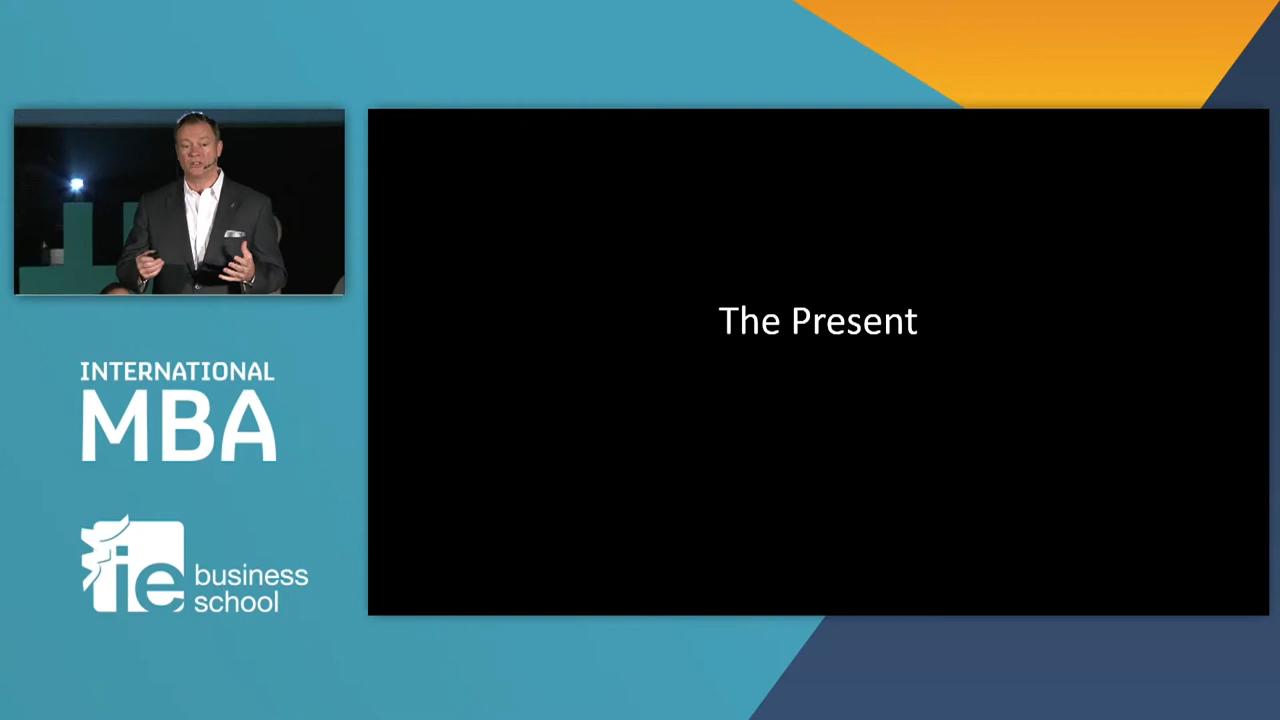 INTERNATIONAL
MBA
ie business
school
The Present